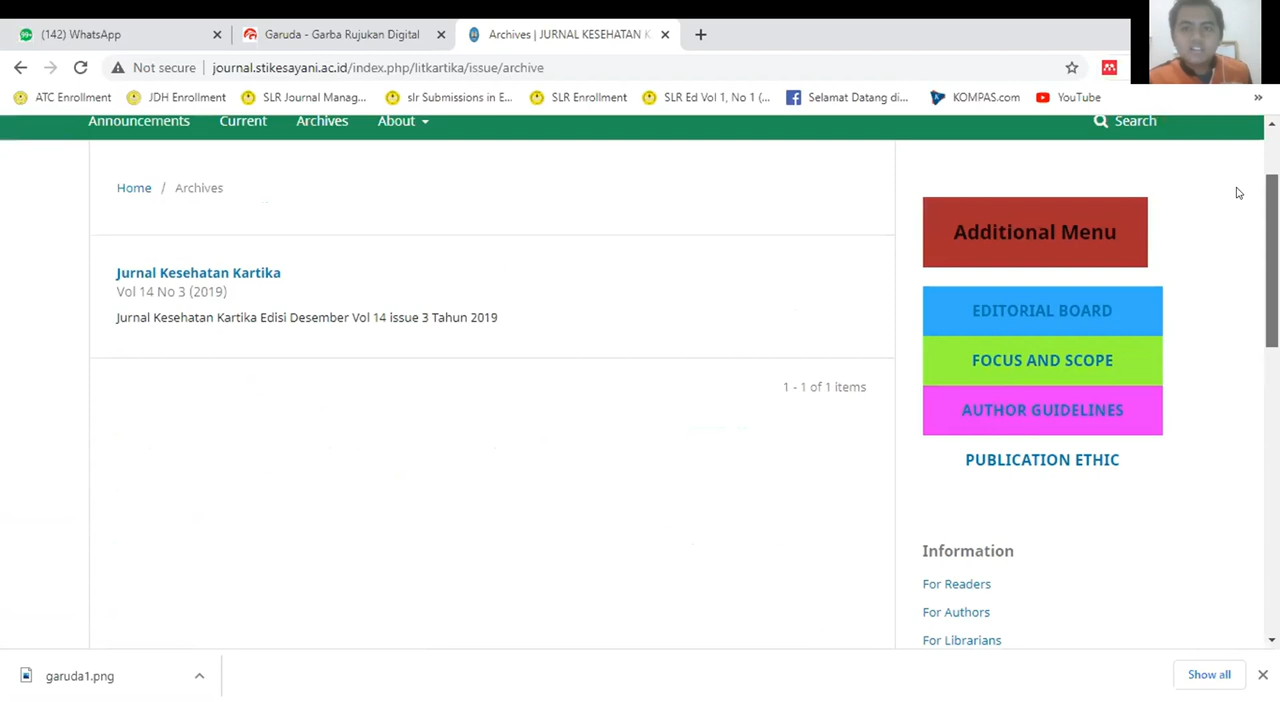 (142) WhatsApp
Garuda - Garba Rujukan Digital
Archives | JURNAL KESEHATAN K
Not secure
journal.stikesayani.ac.id/index.php/litkartika/issue/archive
ATC Enrollment
JDH Enrollment
SLR Journal Manag...
slr Submissions in E...
SLR Enrollment
SLR Ed Vol 1, No 1 (...
Selamat Datang di...
KOMPAS.com
YouTube
Announcements
Current
Archives
About
Search
Home / Archives
Jurnal Kesehatan Kartika
Vol 14 No 3 (2019)
Jurnal Kesehatan Kartika Edisi Desember Vol 14 issue 3 Tahun 2019
1 - 1 of 1 items
Additional Menu
EDITORIAL BOARD
FOCUS AND SCOPE
AUTHOR GUIDELINES
PUBLICATION ETHIC
Information
For Readers
For Authors
For Librarians
garuda1.png
Show all